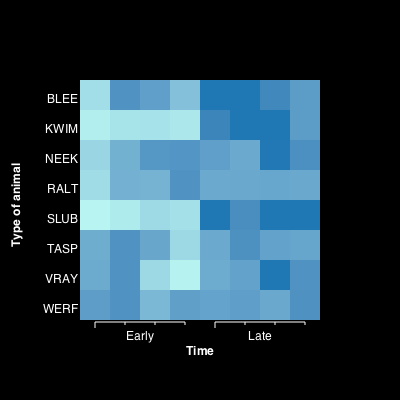 BLEE
KWIM
NEEK
RALT
SLUB
TASP
VRAY
WERF
Type of animal
Early Late
Time